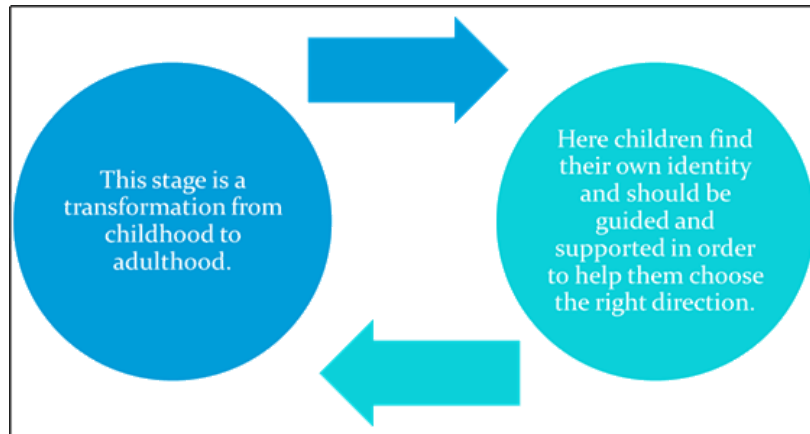 This stage is a
transformation from
childhood to
adulthood.
Here children find
their own identity
and should be
guided and
supported in order
to help them choose
the right direction.